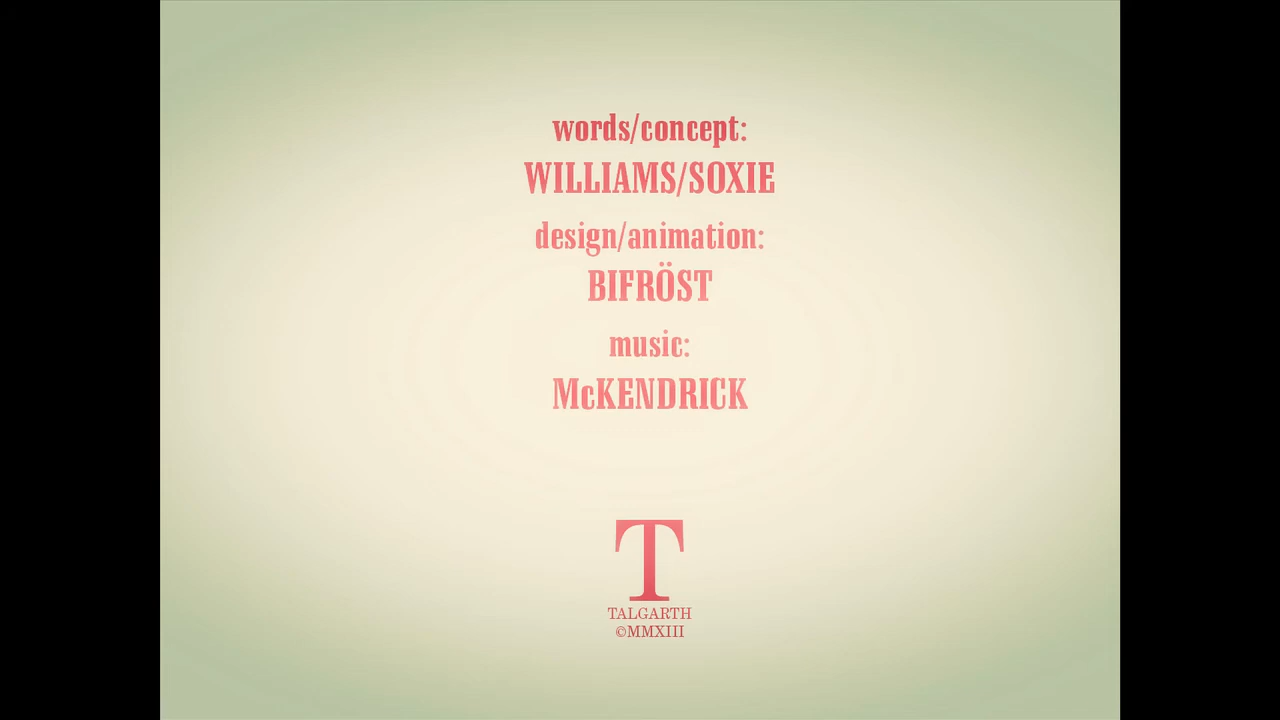 words/concept:
WILLIAMS/SOXIE
design/animation:
BIFRÖST
music:
McKENDRICK
T
TALGARTH
©MMXIII